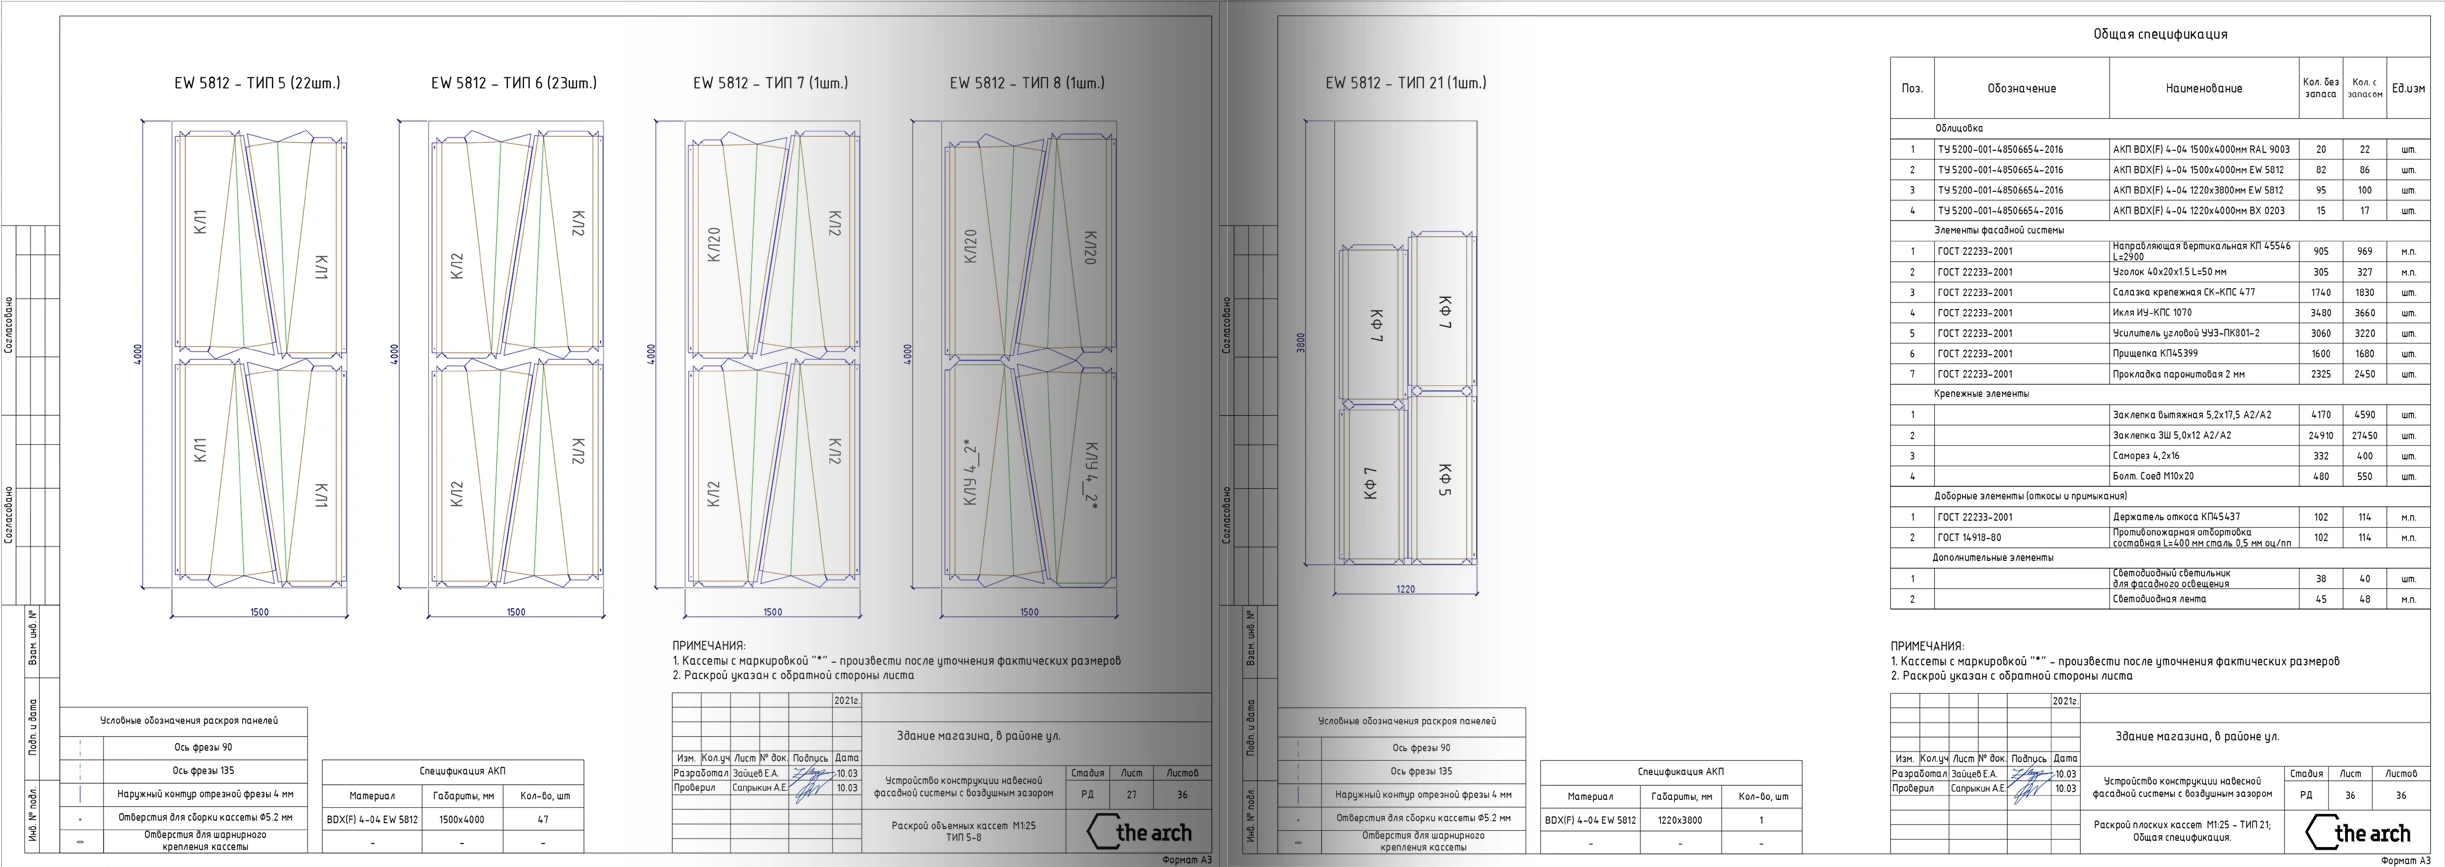 EW 5812 - ТИП 5 (22шт.)
EW 5812 - ТИП 6 (23шт.)
EW 5812 - ТИП 7 (1шт.)
EW 5812 - ТИП 8 (1шт.)
4000
КЛ1
КЛ1
КЛ1
КЛ1
1500
4000
КЛ2
КЛ2
КЛ2
КЛ2
1500
4000
КЛ20
КЛ2
КЛ2
КЛ2
1500
4000
КЛ20
КЛ20
КЛУ 4_2*
КЛУ 4_2*
1500
Согласовано
Согласовано
Взам. инв. №
Подп. и дата
Инв. № подл.
ПРИМЕЧАНИЯ:
1. Кассеты с маркировкой "*" - произвести после уточнения фактических размеров
2. Раскрой указан с обратной стороны листа
Условные обозначения раскроя панелей
Ось фрезы 90
Ось фрезы 135
Наружный контур отрезной фрезы 4 мм
Отверстия для сборки кассеты Ø5.2 мм
Отверстия для шарнирного
крепления кассеты
Спецификация АКП
Материал Габариты, мм Кол-во, шт
BDX(F) 4-04 EW 5812 1500x4000 47
- - -
2021г.
Здание магазина, в районе ул.
Изм. Кол.уч Лист № док. Подпись Дата
Разработал Зайцев Е.А. 10.03
Проверил Сапрыкин А.Е. 10.03
Устройство конструкции навесной
фасадной системы с воздушным зазором
Стадия Лист Листов
РД 27 36
Раскрой объемных кассет М1:25
ТИП 5-8
the arch
Формат А3
EW 5812 - ТИП 21 (1шт.)
3800
КФ 7
КФ 7
КФ 7
КФ 5
1220
Согласовано
Согласовано
Взам. инв. №
Подп. и дата
Инв. № подл.
Общая спецификация
Поз. Обозначение Наименование Кол. без запаса Кол. с запасом Ед.изм
Облицовка
1 ТУ 5200-001-48506654-2016 АКП BDX(F) 4-04 1500x4000мм RAL 9003 20 22 шт.
2 ТУ 5200-001-48506654-2016 АКП BDX(F) 4-04 1500x4000мм EW 5812 82 86 шт.
3 ТУ 5200-001-48506654-2016 АКП BDX(F) 4-04 1220x3800мм EW 5812 95 100 шт.
4 ТУ 5200-001-48506654-2016 АКП BDX(F) 4-04 1220x4000мм BX 0203 15 17 шт.
Элементы фасадной системы
1 ГОСТ 22233-2001 Направляющая вертикальная КП 45546 L=2900 905 969 м.п.
2 ГОСТ 22233-2001 Уголок 40x20x1.5 L=50 мм 305 327 м.п.
3 ГОСТ 22233-2001 Салазка крепежная СК-КПС 477 1740 1830 шт.
4 ГОСТ 22233-2001 Икля ИУ-КПС 1070 3480 3660 шт.
5 ГОСТ 22233-2001 Усилитель угловой УУЗ-ПК801-2 3060 3220 шт.
6 ГОСТ 22233-2001 Прищепка КП45399 1600 1680 шт.
7 ГОСТ 22233-2001 Прокладка паронитовая 2 мм 2325 2450 шт.
Крепежные элементы
1 Заклепка вытяжная 5,2x17,5 А2/А2 4170 4590 шт.
2 Заклепка ЗШ 5,0x12 А2/А2 24910 27450 шт.
3 Саморез 4,2x16 332 400 шт.
4 Болт. Соед М10x20 480 550 шт.
Доборные элементы (откосы и примыкания)
1 ГОСТ 22233-2001 Держатель откоса КП45437 102 114 м.п.
2 ГОСТ 14918-80 Противопожарная отбортовка составная L=400 мм сталь 0,5 мм оц/пп 102 114 м.п.
Дополнительные элементы
1 Светодиодный светильник для фасадного освещения 38 40 шт.
2 Светодиодная лента 45 48 м.п.
ПРИМЕЧАНИЯ:
1. Кассеты с маркировкой "*" - произвести после уточнения фактических размеров
2. Раскрой указан с обратной стороны листа
Условные обозначения раскроя панелей
Ось фрезы 90
Ось фрезы 135
Наружный контур отрезной фрезы 4 мм
Отверстия для сборки кассеты Ø5.2 мм
Отверстия для шарнирного
крепления кассеты
Спецификация АКП
Материал Габариты, мм Кол-во, шт
BDX(F) 4-04 EW 5812 1220x3800 1
- - -
2021г.
Здание магазина, в районе ул.
Изм. Кол.уч Лист № док. Подпись Дата
Разработал Зайцев Е.А. 10.03
Проверил Сапрыкин А.Е. 10.03
Устройство конструкции навесной
фасадной системы с воздушным зазором
Стадия Лист Листов
РД 36 36
Раскрой плоских кассет М1:25 - ТИП 21;
Общая спецификация.
the arch
Формат А3